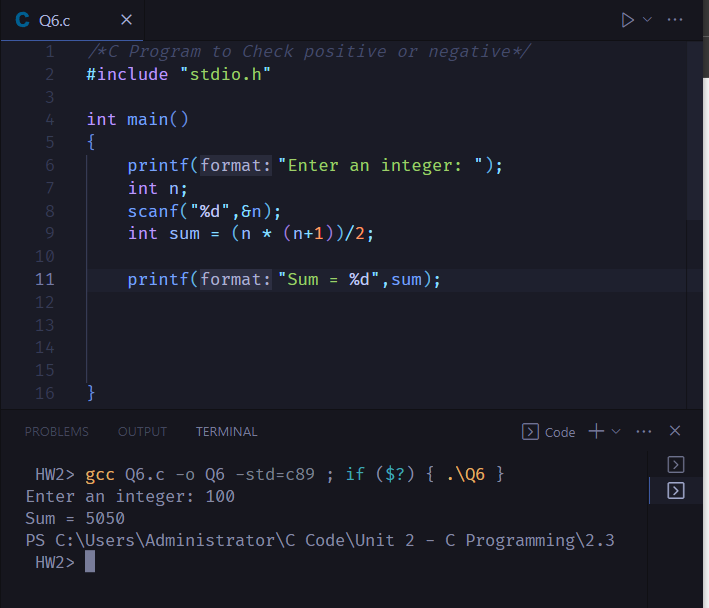 C Q6.c
1 /*C Program to Check positive or negative*/
2 #include "stdio.h"
3
4 int main()
5 {
6 printf(format: "Enter an integer: ");
7 int n;
8 scanf("%d",&n);
9 int sum = (n * (n+1))/2;
10
11 printf(format: "Sum = %d",sum);
12
13
14
15
16 }
PROBLEMS OUTPUT TERMINAL Code
HW2> gcc Q6.c -o Q6 -std=c89 ; if ($?) { .\Q6 }
Enter an integer: 100
Sum = 5050
PS C:\Users\Administrator\C Code\Unit 2 - C Programming\2.3
HW2>